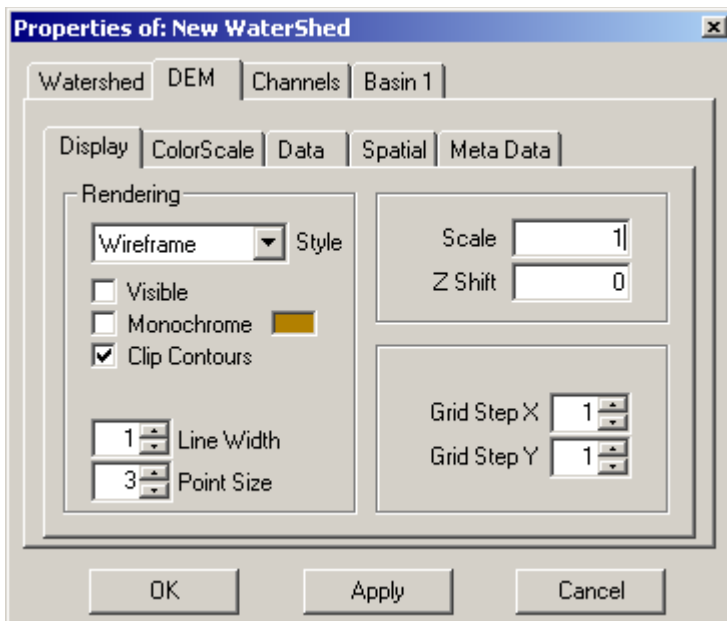 Properties of: New WaterShed
Watershed DEM Channels Basin 1
Display ColorScale Data Spatial Meta Data
Rendering
Wireframe Style
Visible
Monochrome
Clip Contours
1 Line Width
3 Point Size
Scale 1
Z Shift 0
Grid Step X 1
Grid Step Y 1
OK Apply Cancel